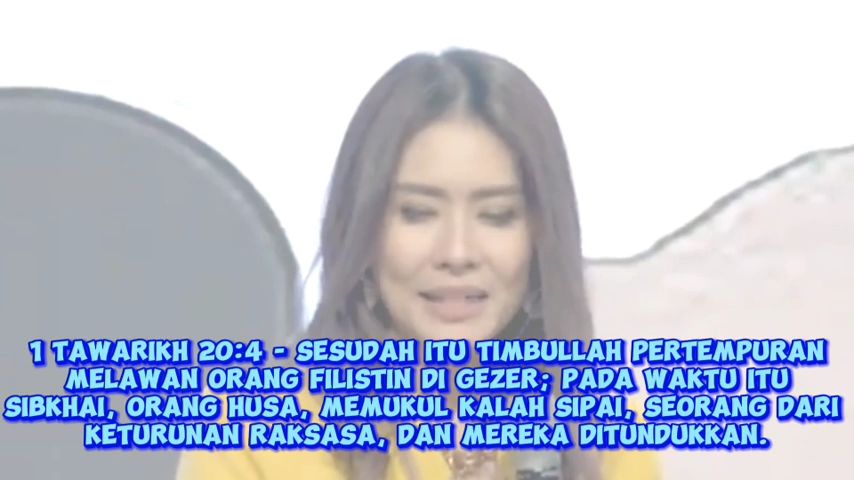 1 TAWARIKH 20:4 - SESUDAH ITU TIMBULLAH PERTEMPURAN
MELAWAN ORANG FILISTIN DI GEZER; PADA WAKTU ITU
SIBKHAI, ORANG HUSA, MEMUKUL KALAH SIPAI, SEORANG DARI
KETURUNAN RAKSASA, DAN MEREKA DITUNDUKKAN.